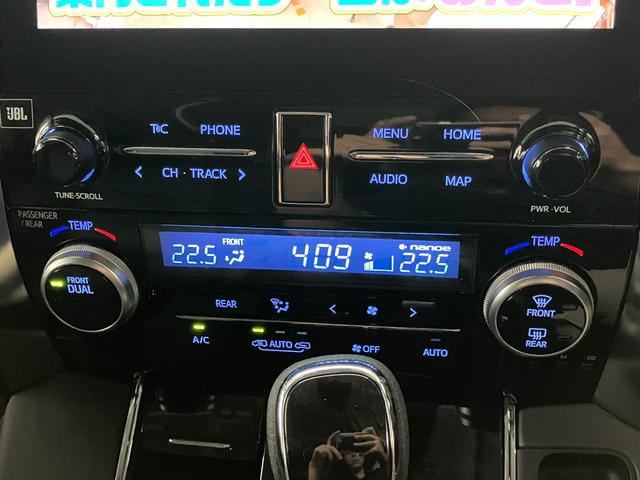 JBL
T/C PHONE
MENU HOME
< CH · TRACK >
AUDIO MAP
TUNE·SCROLL
PWR·VOL
PASSENGER
/ REAR
TEMP
TEMP
FRONT
22.5 409 22.5
nanoe
FRONT
DUAL
FRONT
REAR
REAR < >
A/C AUTO OFF AUTO